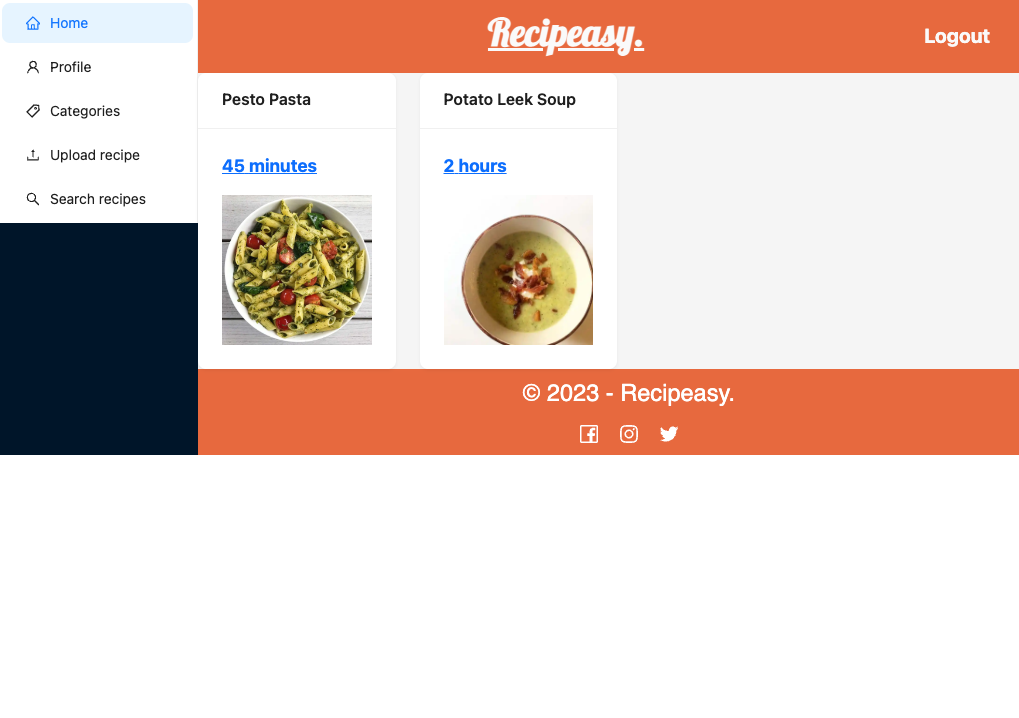 Home
Profile
Categories
Upload recipe
Search recipes
Recipeasy.
Logout
Pesto Pasta
45 minutes
Potato Leek Soup
2 hours
© 2023 - Recipeasy.